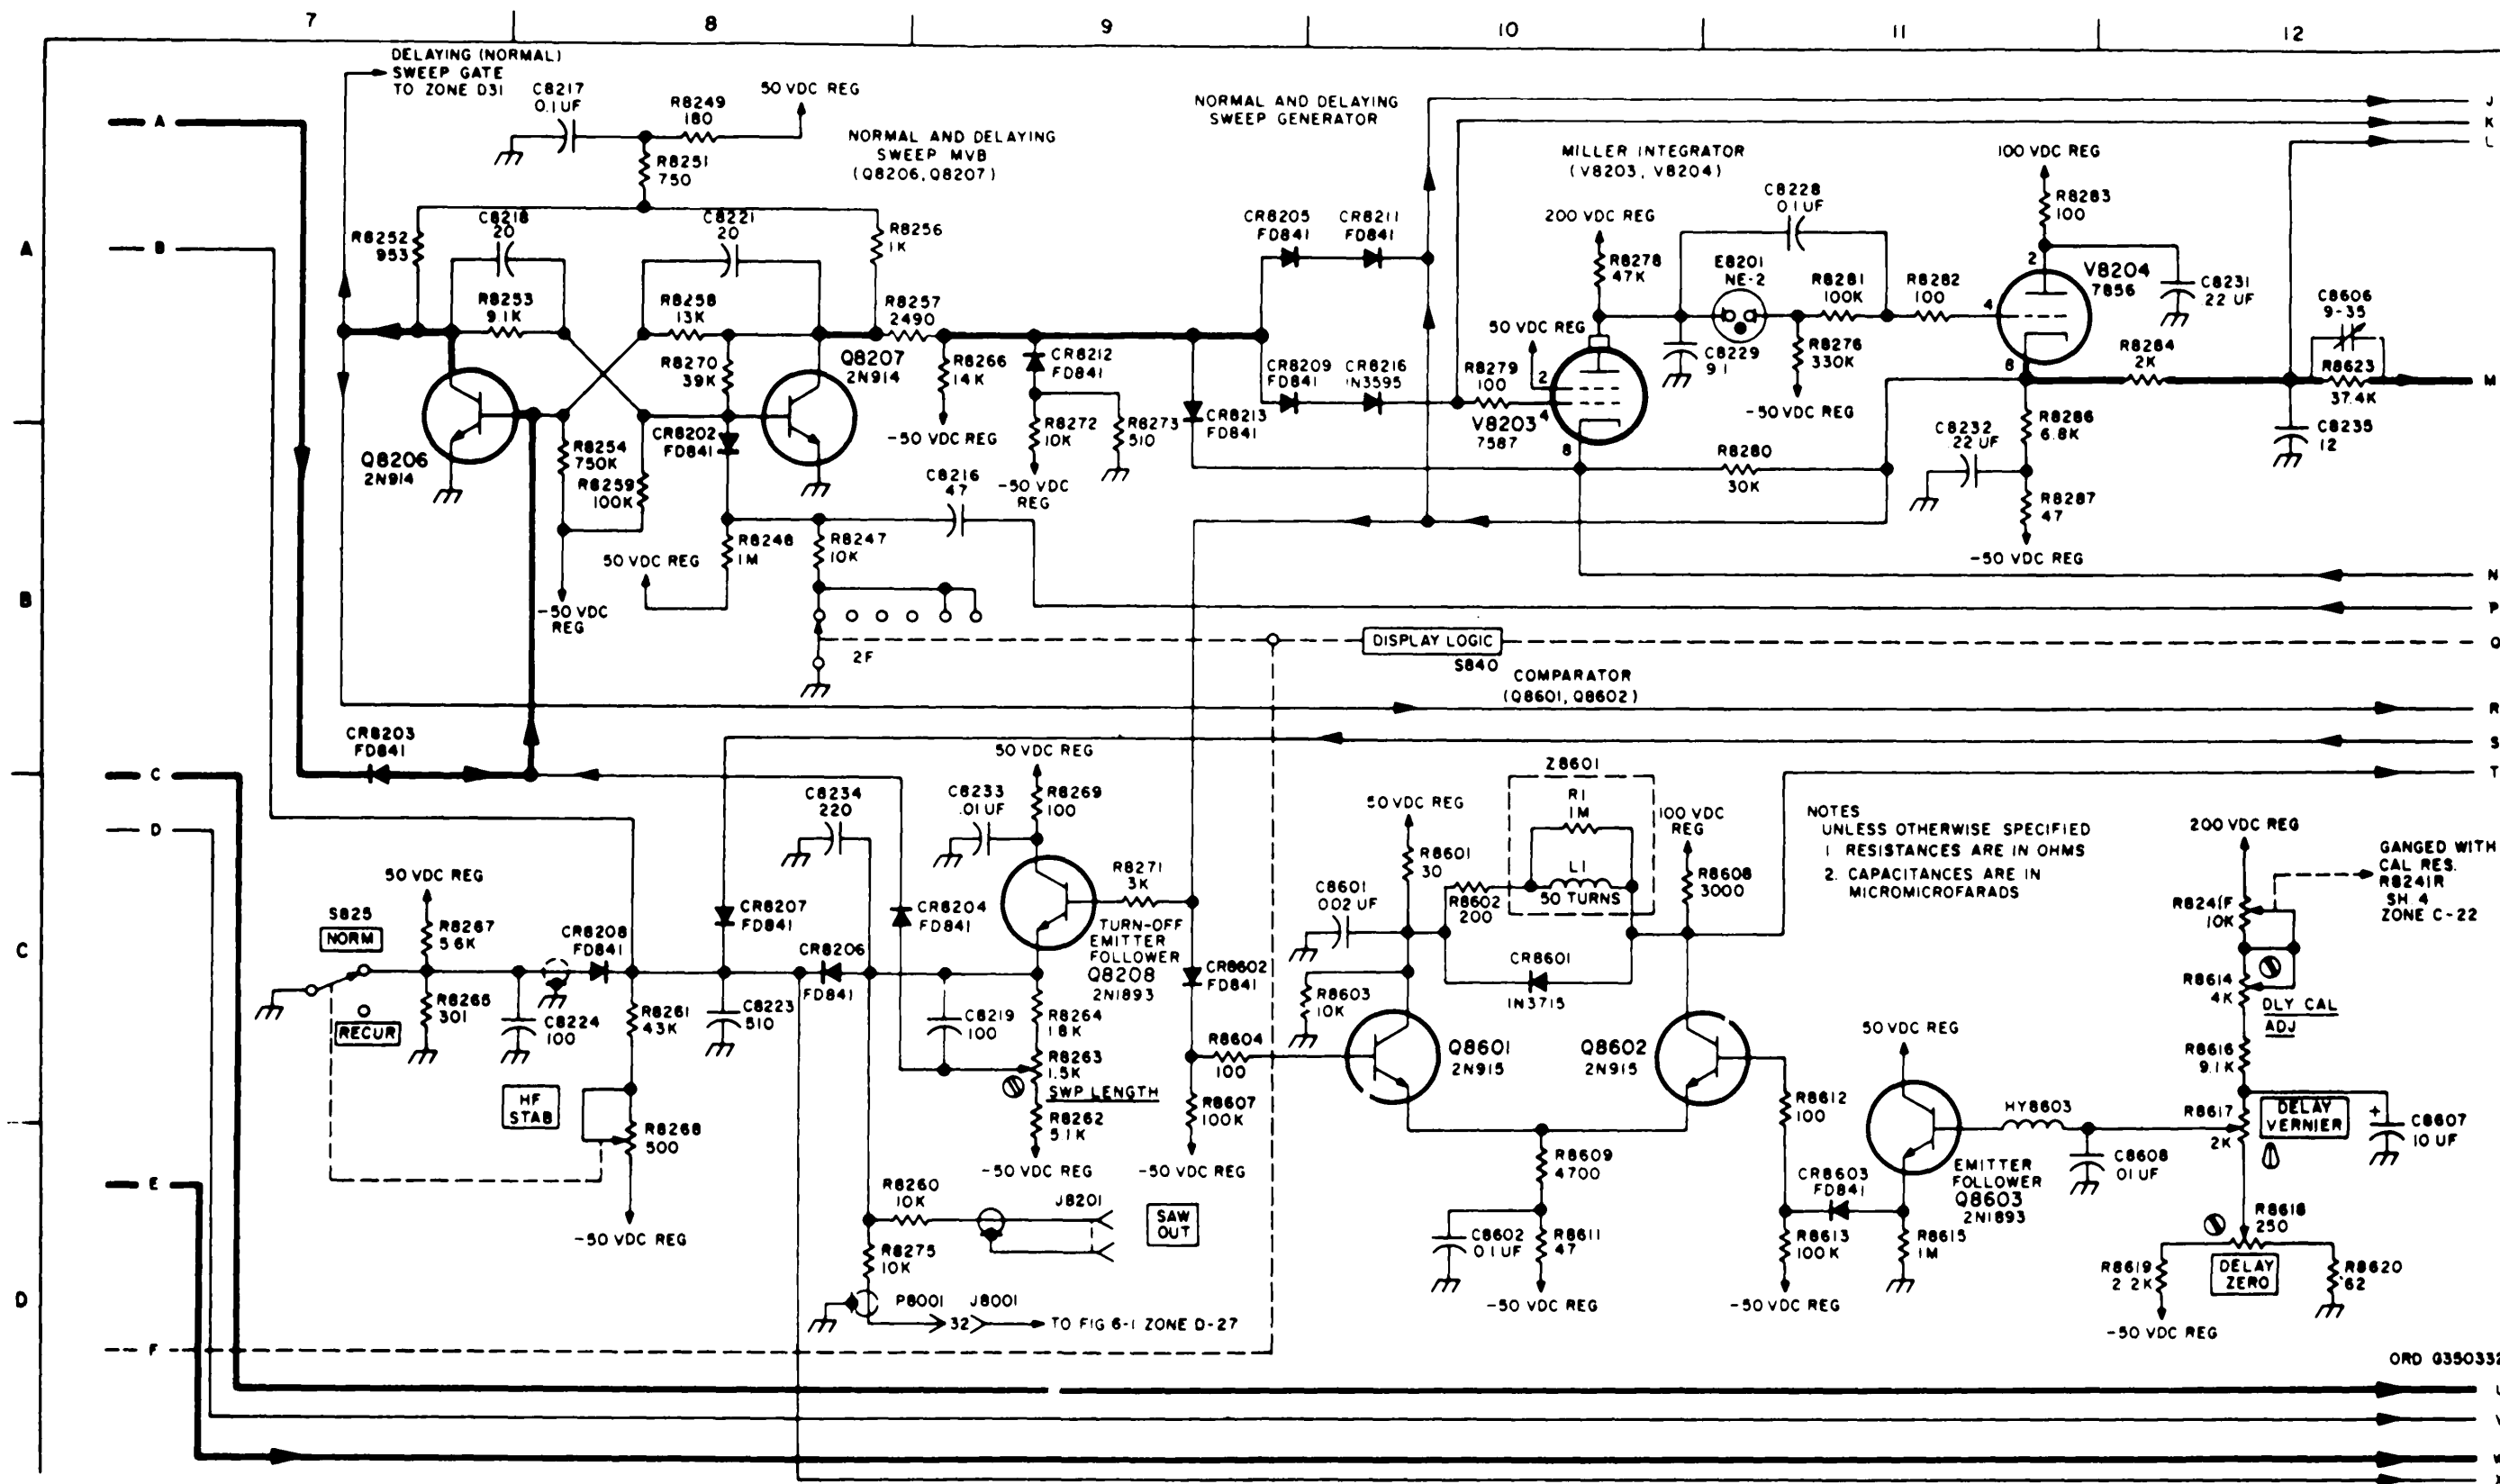 7 8 9 10 11 12
DELAYING (NORMAL)
SWEEP GATE
TO ZONE D31
A
C8217
0.1UF
R8249
180
50 VDC REG
R8251
750
NORMAL AND DELAYING
SWEEP MVB
(Q8206, Q8207)
NORMAL AND DELAYING
SWEEP GENERATOR
MILLER INTEGRATOR
(V8203, V8204)
100 VDC REG
J
K
L
A
B
R8252
953
C8218
20
C8221
20
R8256
1K
CR8205
FD841
CR8211
FD841
200 VDC REG
C8228
0.1UF
R8283
100
R8278
47K
E8201
NE-2
R8281
100K
R8282
100
2
V8204
7856
4
8
C8231
.22 UF
C8606
9-35
R8253
9.1K
R8258
13K
R8257
2490
R8270
39K
Q8207
2N914
R8266
14K
CR8212
FD841
CR8209
FD841
CR8216
1N3595
50 VDC REG
R8279
100
2
4
C8229
91
R8276
330K
R8284
2K
R8623
37.4K
M
-50 VDC REG
Q8206
2N914
R8254
750K
R8259
100K
CR8202
FD841
-50 VDC REG
R8272
10K
R8273
510
CR8213
FD841
V8203
7587
8
R8280
30K
C8232
.22 UF
R8286
6.8K
C8235
12
C8216
47
-50 VDC
REG
R8287
47
-50 VDC REG
B
50 VDC REG
R8248
1M
R8247
10K
-50 VDC
REG
N
P
2F
DISPLAY LOGIC
S840
Q
COMPARATOR
(Q8601, Q8602)
R
CR8203
FD841
S
C
T
50 VDC REG
C8234
220
C8233
.01UF
R8269
100
Z8601
R1
1M
L1
50 TURNS
50 VDC REG
100 VDC
REG
NOTES
UNLESS OTHERWISE SPECIFIED
1 RESISTANCES ARE IN OHMS
2. CAPACITANCES ARE IN
MICROMICROFARADS
D
200 VDC REG
GANGED WITH
CAL RES.
R8241R
SH. 4
ZONE C-22
C
50 VDC REG
S825
NORM
R8267
5.6K
CR8208
FD841
CR8207
FD841
CR8204
FD841
R8271
3K
TURN-OFF
EMITTER
FOLLOWER
Q8208
2N1893
R8601
30
C8601
.002 UF
R8602
200
R8608
3000
R8241F
10K
CR8206
FD841
CR8602
FD841
CR8601
1N3715
R8614
4K
DLY CAL
ADJ
RECUR
R8265
301
C8224
100
R8261
43K
C8223
510
C8219
100
R8264
18K
R8603
10K
50 VDC REG
R8604
100
Q8601
2N915
Q8602
2N915
R8616
9.1K
R8263
1.5K
SWP LENGTH
HF
STAB
R8268
500
R8262
5.1K
R8607
100K
R8612
100
HY8603
R8617
2K
DELAY
VERNIER
+
C8607
10 UF
-50 VDC REG
-50 VDC REG
R8609
4700
C8608
.01UF
E
EMITTER
FOLLOWER
Q8603
2N1893
CR8603
FD841
R8260
10K
J8201
SAW
OUT
-50 VDC REG
R8275
10K
C8602
0.1UF
R8611
47
R8613
100K
R8615
1M
R8618
250
DELAY
ZERO
R8619
2.2K
R8620
62
D
P8001
J8001
32
TO FIG 6-1 ZONE D-27
-50 VDC REG
-50 VDC REG
-50 VDC REG
F
ORD G350332
U
V
W
X